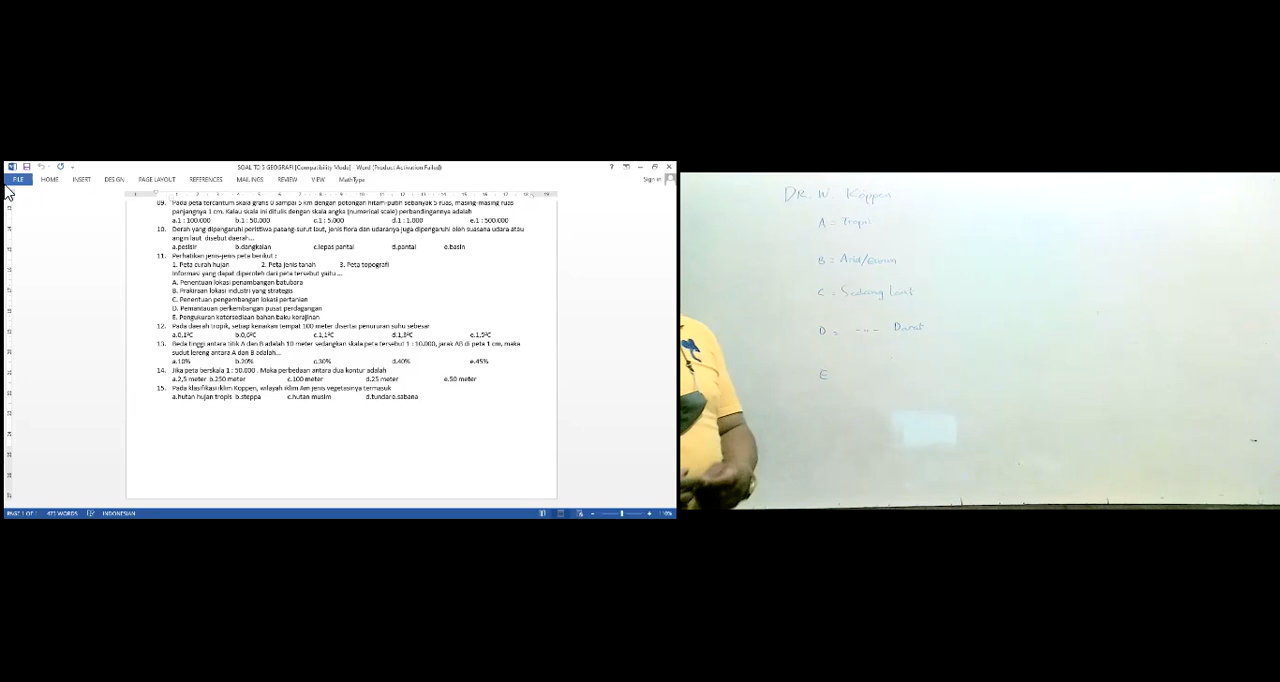 SOAL TO 5 GEOGRAFI [Compatibility Mode] - Word (Product Activation Failed)
FILE HOME INSERT DESIGN PAGE LAYOUT REFERENCES MAILINGS REVIEW VIEW MathType Sign in
09. Pada peta tercantum skala grafis 0 sampai 5 km dengan potongan hitam-putih sebanyak 5 ruas, masing-masing ruas
panjangnya 1 cm. Kalau skala ini ditulis dengan skala angka (numerical scale) perbandingannya adalah
a.1 : 100.000 b.1 : 50.000 c.1 : 5.000 d.1 : 1.000 e.1 : 500.000
10. Derah yang dipengaruhi peristiwa pasang-surut laut, jenis flora dan udaranya juga dipengaruhi oleh suasana udara atau
angin laut disebut daerah...
a.pesisir b.dangkalan c.lepas pantai d.pantai e.basin
11. Perhatikan jenis-jenis peta berikut :
1. Peta curah hujan 2. Peta jenis tanah 3. Peta topografi
Informasi yang dapat diperoleh dari peta tersebut yaitu ...
A. Penentuan lokasi penambangan batubara
B. Prakiraan lokasi industri yang strategis
C. Penentuan pengembangan lokasi pertanian
D. Pemantauan perkembangan pusat perdagangan
E. Pengukuran ketersediaan bahan baku kerajinan
12. Pada daerah tropik, setiap kenaikan tempat 100 meter disertai penurunan suhu sebesar
a.0,1ºC b.0,6ºC c.1,1ºC d.1,3ºC e.1,5ºC
13. Beda tinggi antara titik A dan B adalah 10 meter sedangkan skala peta tersebut 1 : 10.000, jarak AB di peta 1 cm, maka
sudut lereng antara A dan B adalah...
a.10% b.20% c.30% d.40% e.45%
14. Jika peta berskala 1 : 50.000 . Maka perbedaan antara dua kontur adalah
a.2,5 meter b.250 meter c.100 meter d.25 meter e.50 meter
15. Pada klasifikasi iklim Koppen, wilayah iklim Am jenis vegetasinya termasuk
a.hutan hujan tropis b.steppa c.hutan musim d.tundar e.sabana
PAGE 1 OF 471 WORDS INDONESIAN
DR. W. Koppen
A = Tropis
B = Arid/
C = Sedang Laut
D = -"- Darat
E